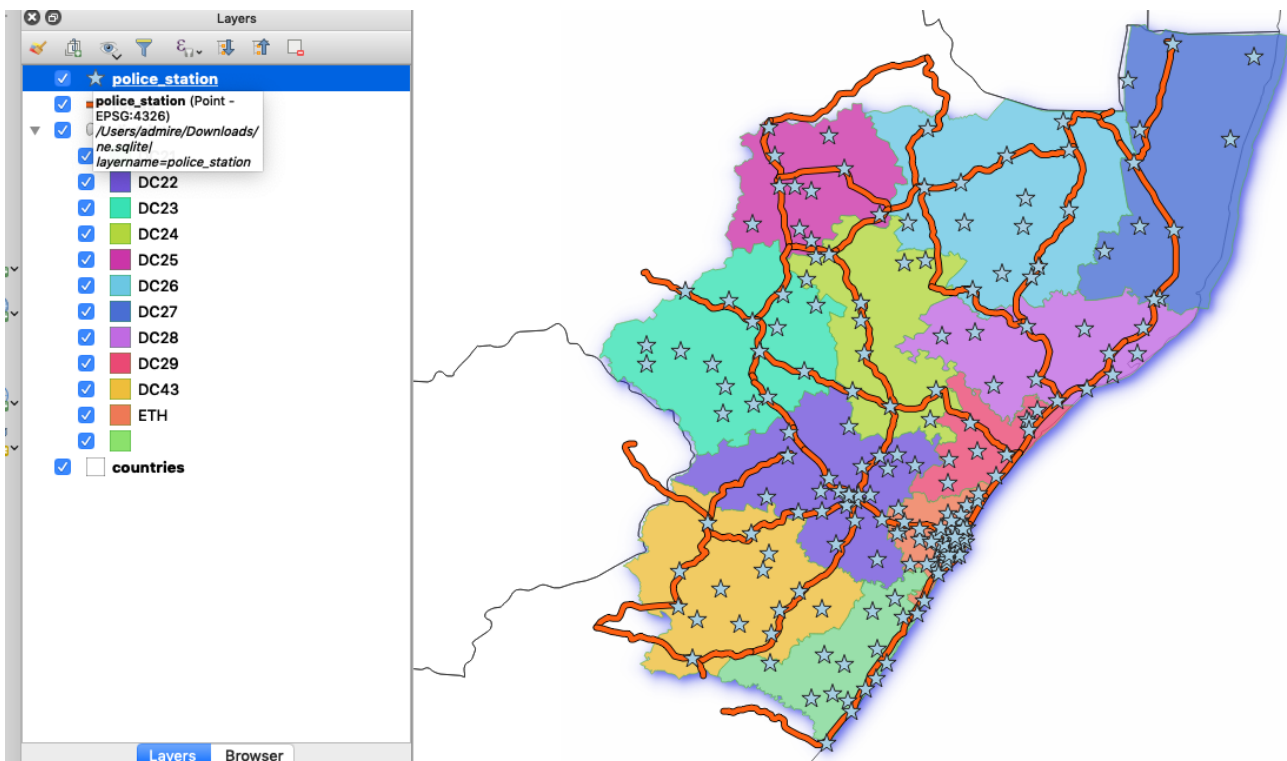 Layers
police_station
police_station (Point -
EPSG:4326)
/Users/admire/Downloads/
ne.sqlite|
layername=police_station
DC22
DC23
DC24
DC25
DC26
DC27
DC28
DC29
DC43
ETH
countries
Layers Browser